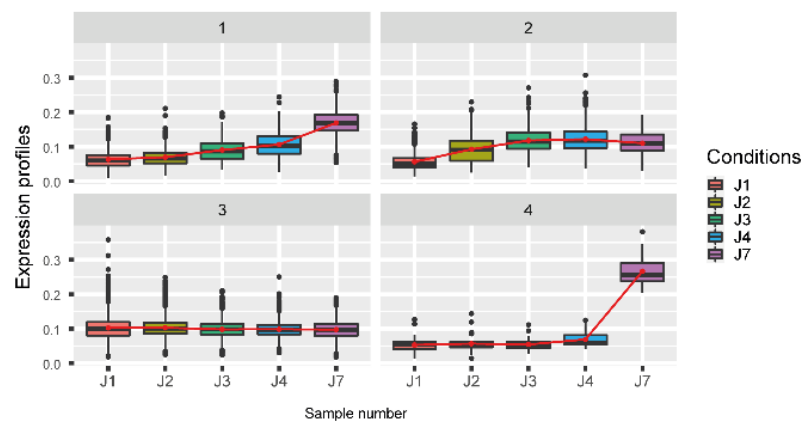 1
2
Expression profiles
0.3
0.2
0.1
0.0
3
4
0.3
0.2
0.1
0.0
J1
J2
J3
J4
J7
J1
J2
J3
J4
J7
Sample number
Conditions
J1
J2
J3
J4
J7